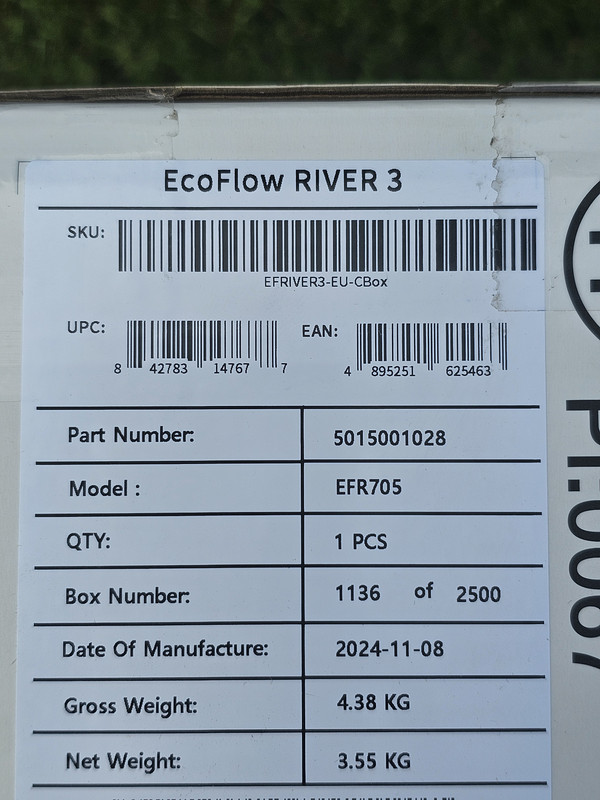 EcoFlow RIVER 3
SKU:
EFRIVER3-EU-CBox
UPC:
8 42783 14767 7
EAN:
4 895251 625463
Part Number: 5015001028
Model : EFR705
QTY: 1 PCS
Box Number: 1136 of 2500
Date Of Manufacture: 2024-11-08
Gross Weight: 4.38 KG
Net Weight: 3.55 KG